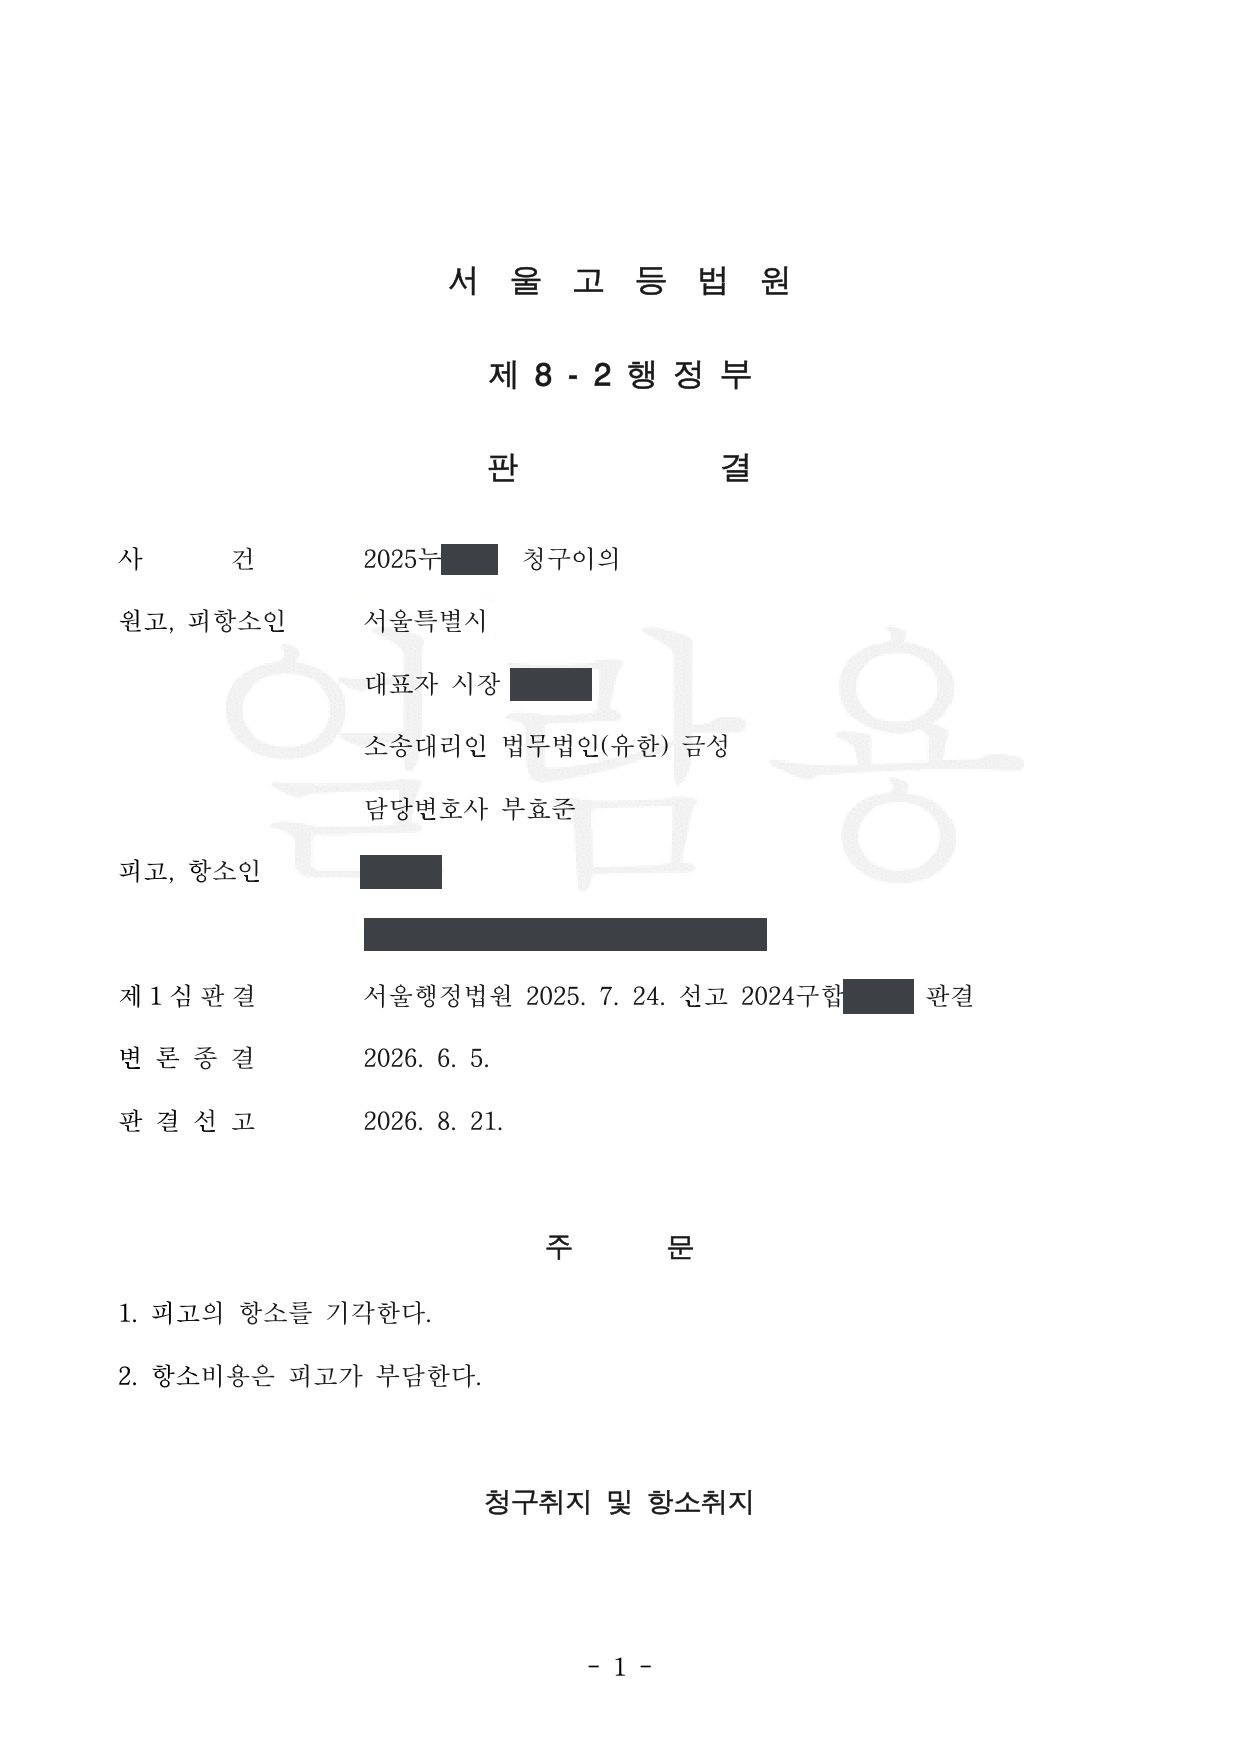 서 울 고 등 법 원
제 8 - 2 행 정 부
판 결
사 건 2025누 청구이의
원고, 피항소인 서울특별시
대표자 시장
소송대리인 법무법인(유한) 금성
담당변호사 부효준
피고, 항소인
제 1 심 판 결 서울행정법원 2025. 7. 24. 선고 2024구합 판결
변 론 종 결 2026. 6. 5.
판 결 선 고 2026. 8. 21.
열람용
주 문
1. 피고의 항소를 기각한다.
2. 항소비용은 피고가 부담한다.
청구취지 및 항소취지
- 1 -